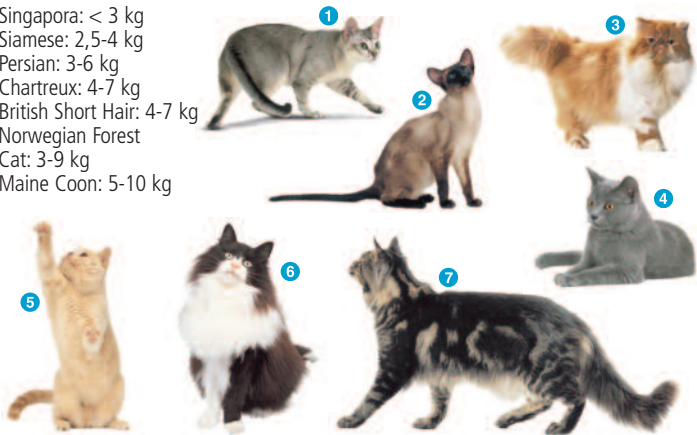 Singapora: < 3 kg
Siamese: 2,5-4 kg
Persian: 3-6 kg
Chartreux: 4-7 kg
British Short Hair: 4-7 kg
Norwegian Forest
Cat: 3-9 kg
Maine Coon: 5-10 kg
1
2
3
4
5
6
7